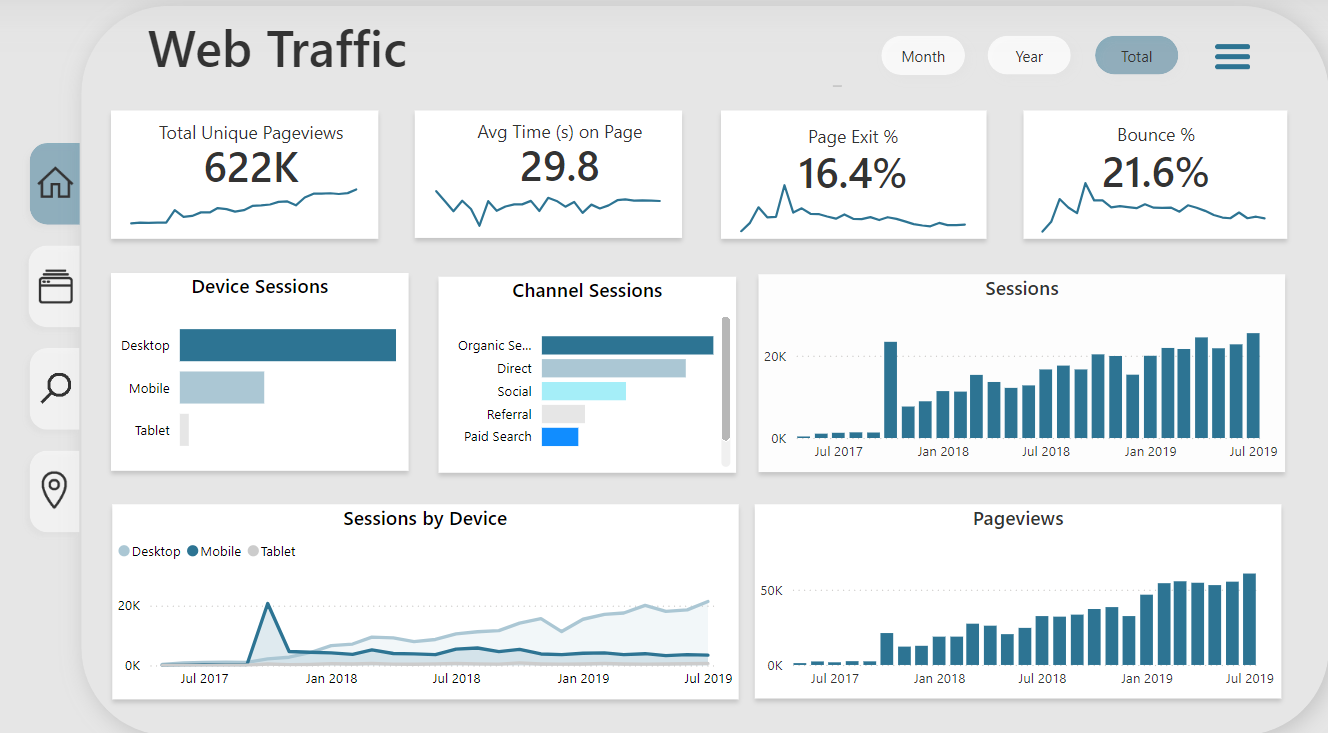 Web Traffic
Month
Year
Total
Total Unique Pageviews
622K
Avg Time (s) on Page
29.8
Page Exit %
16.4%
Bounce %
21.6%
Device Sessions
Desktop
Mobile
Tablet
Channel Sessions
Organic Se...
Direct
Social
Referral
Paid Search
Sessions
20K
0K
Jul 2017 Jan 2018 Jul 2018 Jan 2019 Jul 2019
Sessions by Device
Desktop Mobile Tablet
20K
0K
Jul 2017 Jan 2018 Jul 2018 Jan 2019 Jul 2019
Pageviews
50K
0K
Jul 2017 Jan 2018 Jul 2018 Jan 2019 Jul 2019